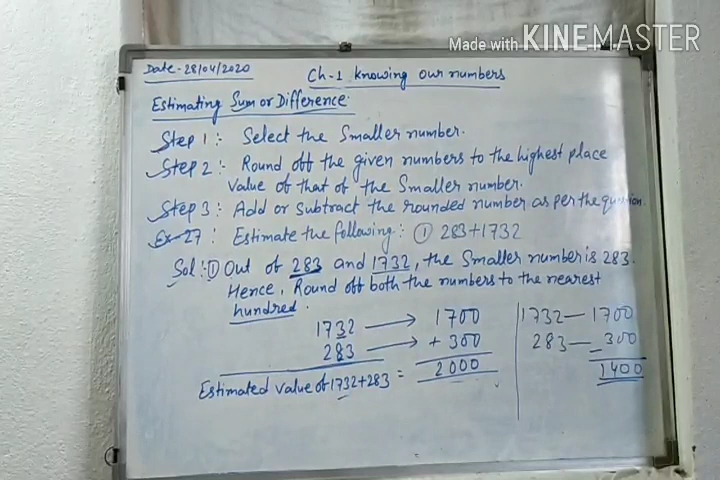 Made with KINEMASTER
Date-28/04/2020
Ch-1 Knowing our numbers
Estimating Sum or Difference:
Step 1:- Select the Smaller number.
Step 2:- Round off the given numbers to the highest place
value of that of the Smaller number.
Step 3: Add or subtract the rounded number as per the question.
Ex-27: Estimate the following: ① 283+1732
Sol:-① Out of 283 and 1732, the Smaller number is 283.
Hence, Round off both the numbers to the nearest
hundred.
1732 → 1700
283 → + 300
Estimated value of 1732+283 = 2000
1732 — 1700
283 — - 300
1400